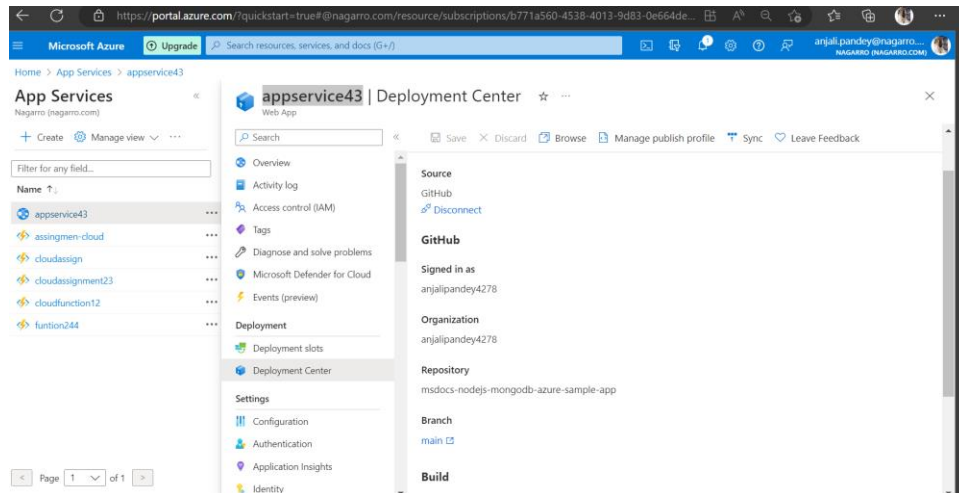 https://portal.azure.com/?quickstart=true#@nagarro.com/resource/subscriptions/b771a560-4538-4013-9d83-0e664de...
Microsoft Azure
Upgrade
Search resources, services, and docs (G+/)
anjali.pandey@nagarro....
NAGARRO (NAGARRO.COM)
Home > App Services > appservice43
App Services
Nagarro (nagarro.com)
+ Create
Manage view
...
Filter for any field...
Name ↑↓
appservice43 ...
assingmen-cloud ...
cloudassign ...
cloudassignment23 ...
cloudfunction12 ...
funtion244 ...
< Page 1 of 1 >
appservice43 | Deployment Center
Web App
Search
Overview
Activity log
Access control (IAM)
Tags
Diagnose and solve problems
Microsoft Defender for Cloud
Events (preview)
Deployment
Deployment slots
Deployment Center
Settings
Configuration
Authentication
Application Insights
Identity
Save
Discard
Browse
Manage publish profile
Sync
Leave Feedback
Source
GitHub
Disconnect
GitHub
Signed in as
anjalipandey4278
Organization
anjalipandey4278
Repository
msdocs-nodejs-mongodb-azure-sample-app
Branch
main
Build